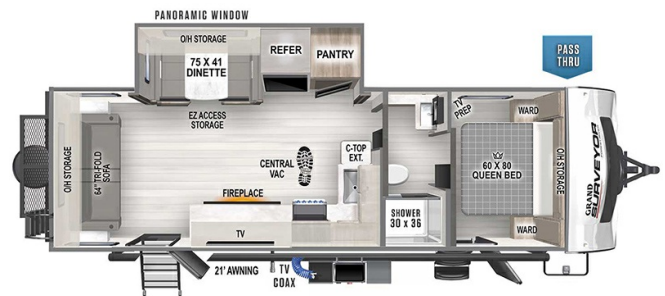 PANORAMIC WINDOW
O/H STORAGE
75 X 41
DINETTE
REFER
PANTRY
PASS
THRU
EZ ACCESS
STORAGE
TV
PREP
WARD
O/H STORAGE
64" TRI-FOLD
SOFA
CENTRAL
VAC
C-TOP
EXT.
60 X 80
QUEEN BED
O/H STORAGE
GRAND
SURVEYOR
FIREPLACE
TV
SHOWER
30 X 36
WARD
21' AWNING
TV
COAX